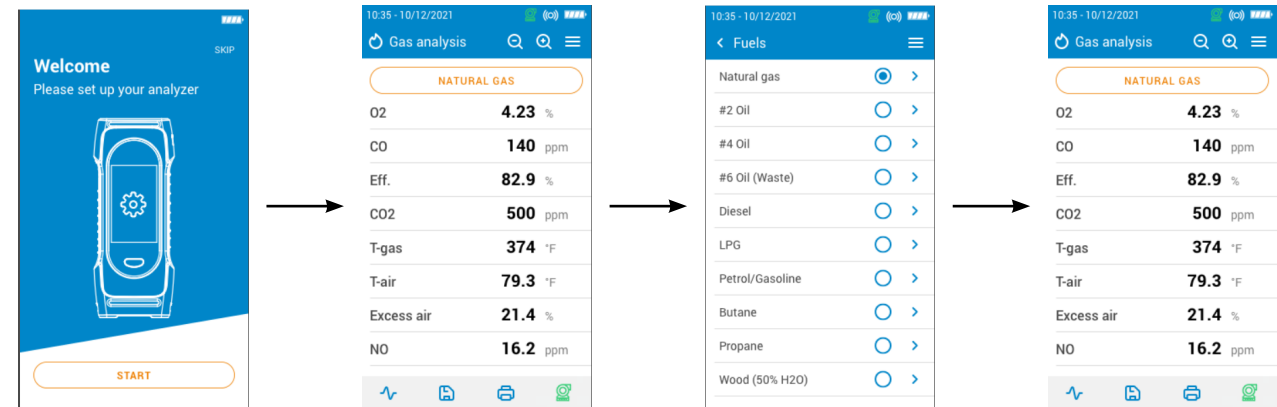 SKIP
Welcome
Please set up your analyzer
START
10:35 - 10/12/2021
Gas analysis
NATURAL GAS
O2 4.23 %
CO 140 ppm
Eff. 82.9 %
CO2 500 ppm
T-gas 374 °F
T-air 79.3 °F
Excess air 21.4 %
NO 16.2 ppm
10:35 - 10/12/2021
Fuels
Natural gas
#2 Oil
#4 Oil
#6 Oil (Waste)
Diesel
LPG
Petrol/Gasoline
Butane
Propane
Wood (50% H2O)
10:35 - 10/12/2021
Gas analysis
NATURAL GAS
O2 4.23 %
CO 140 ppm
Eff. 82.9 %
CO2 500 ppm
T-gas 374 °F
T-air 79.3 °F
Excess air 21.4 %
NO 16.2 ppm